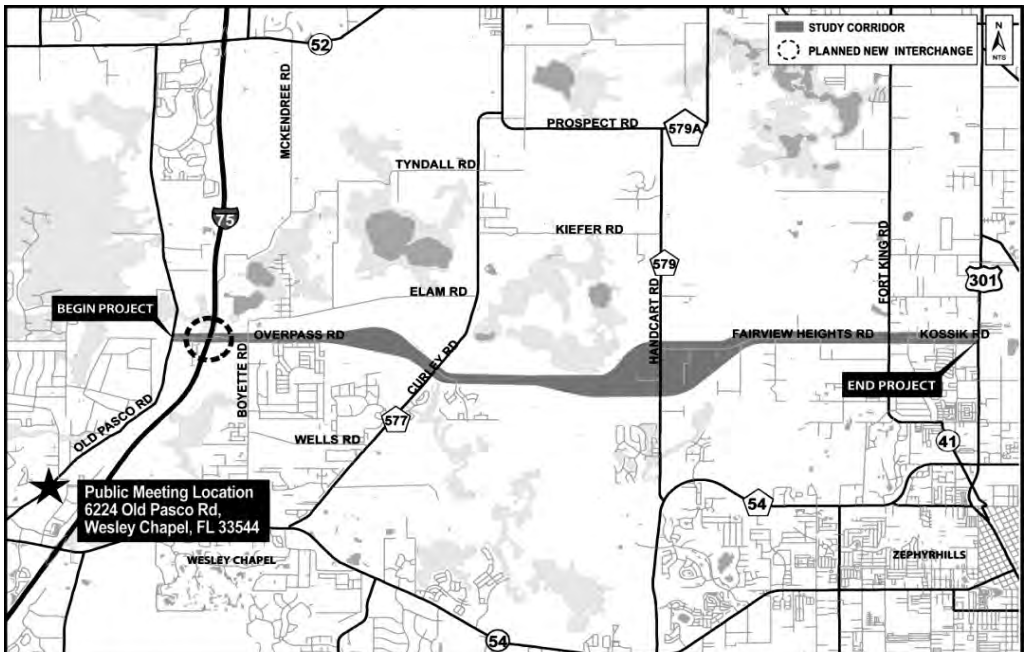 STUDY CORRIDOR
PLANNED NEW INTERCHANGE
N
NTS
52
MCKENDREE RD
PROSPECT RD
579A
TYNDALL RD
75
KIEFER RD
FORT KING RD
579
301
ELAM RD
BEGIN PROJECT
OVERPASS RD
HANDCART RD
FAIRVIEW HEIGHTS RD
KOSSIK RD
BOYETTE RD
CURLEY RD
END PROJECT
OLD PASCO RD
577
WELLS RD
41
Public Meeting Location
6224 Old Pasco Rd,
Wesley Chapel, FL 33544
54
WESLEY CHAPEL
ZEPHYRHILLS
54